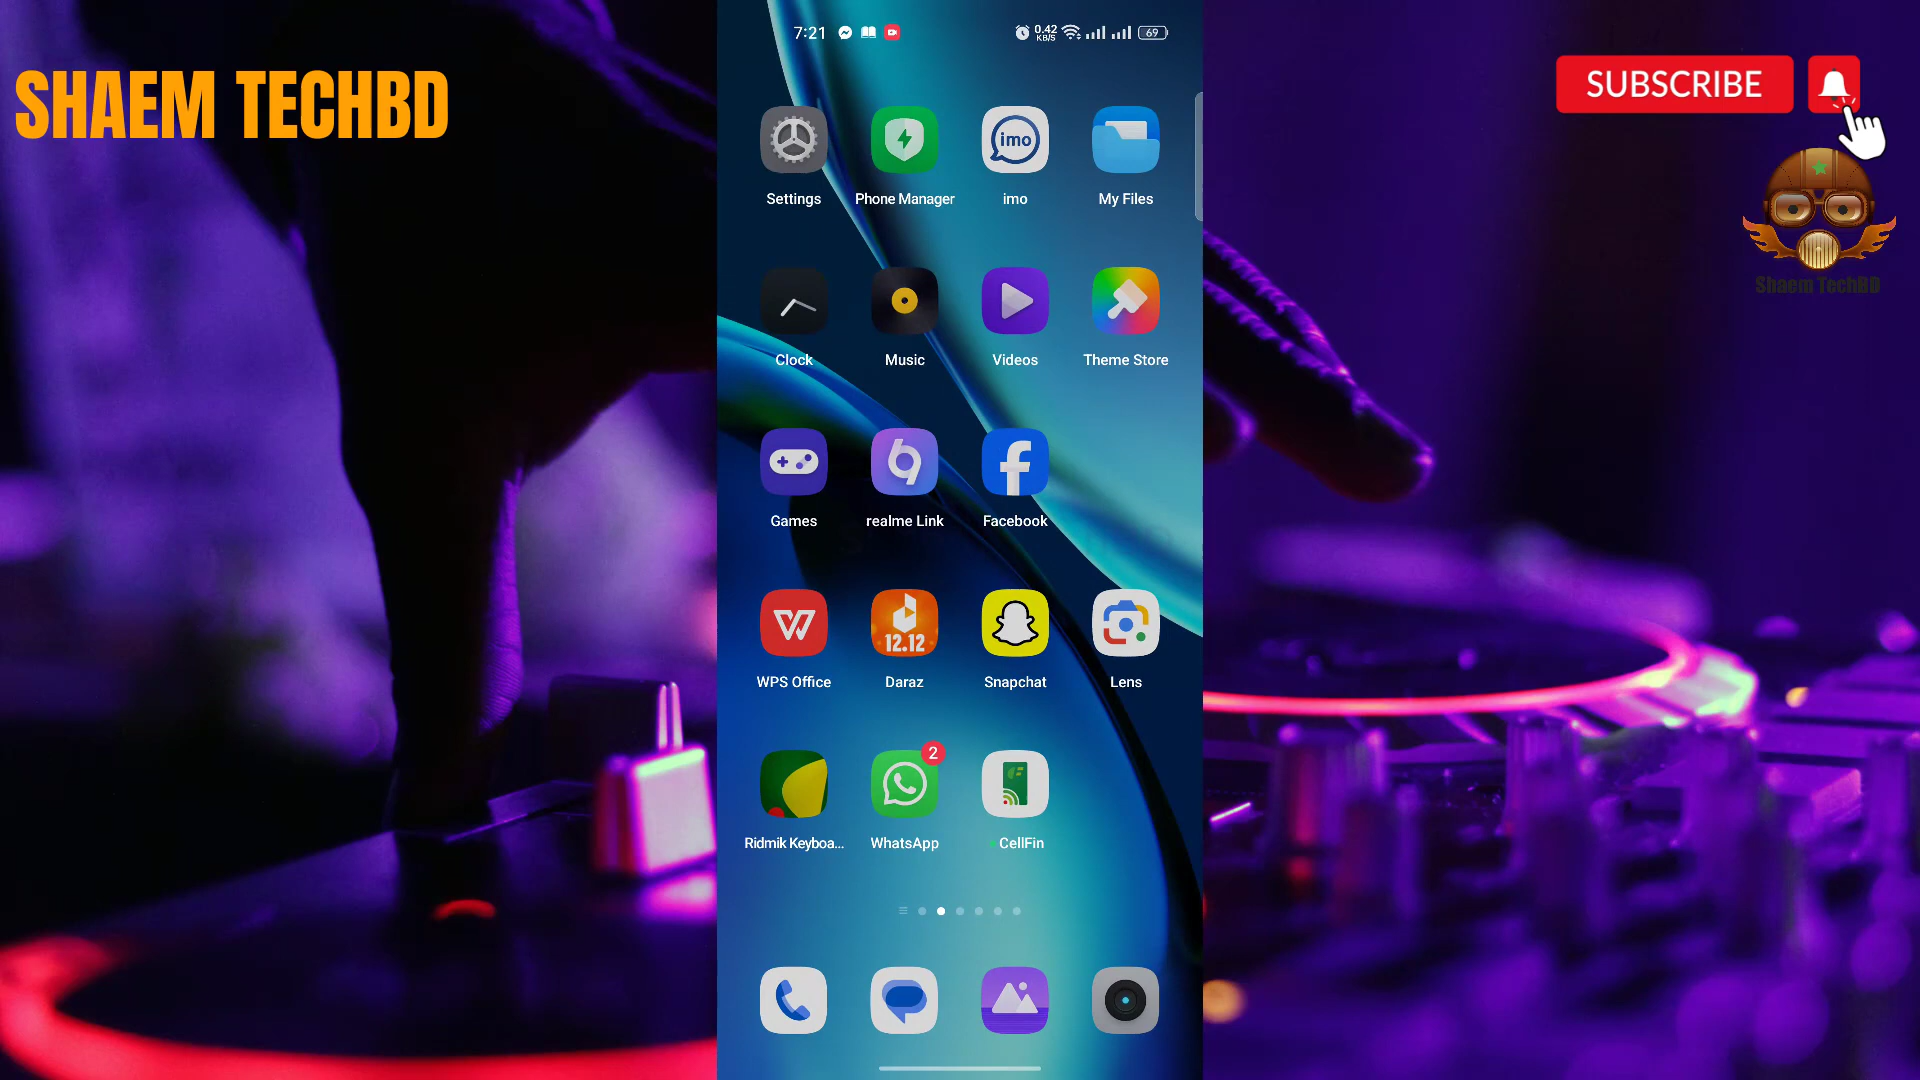 SHAEM TECHBD
SUBSCRIBE
Shaem TechBD
7:21
0.42
KB/S
69
imo
Settings
Phone Manager
imo
My Files
Clock
Music
Videos
Theme Store
Games
realme Link
Facebook
12.12
WPS Office
Daraz
Snapchat
Lens
2
Ridmik Keyboa...
WhatsApp
CellFin